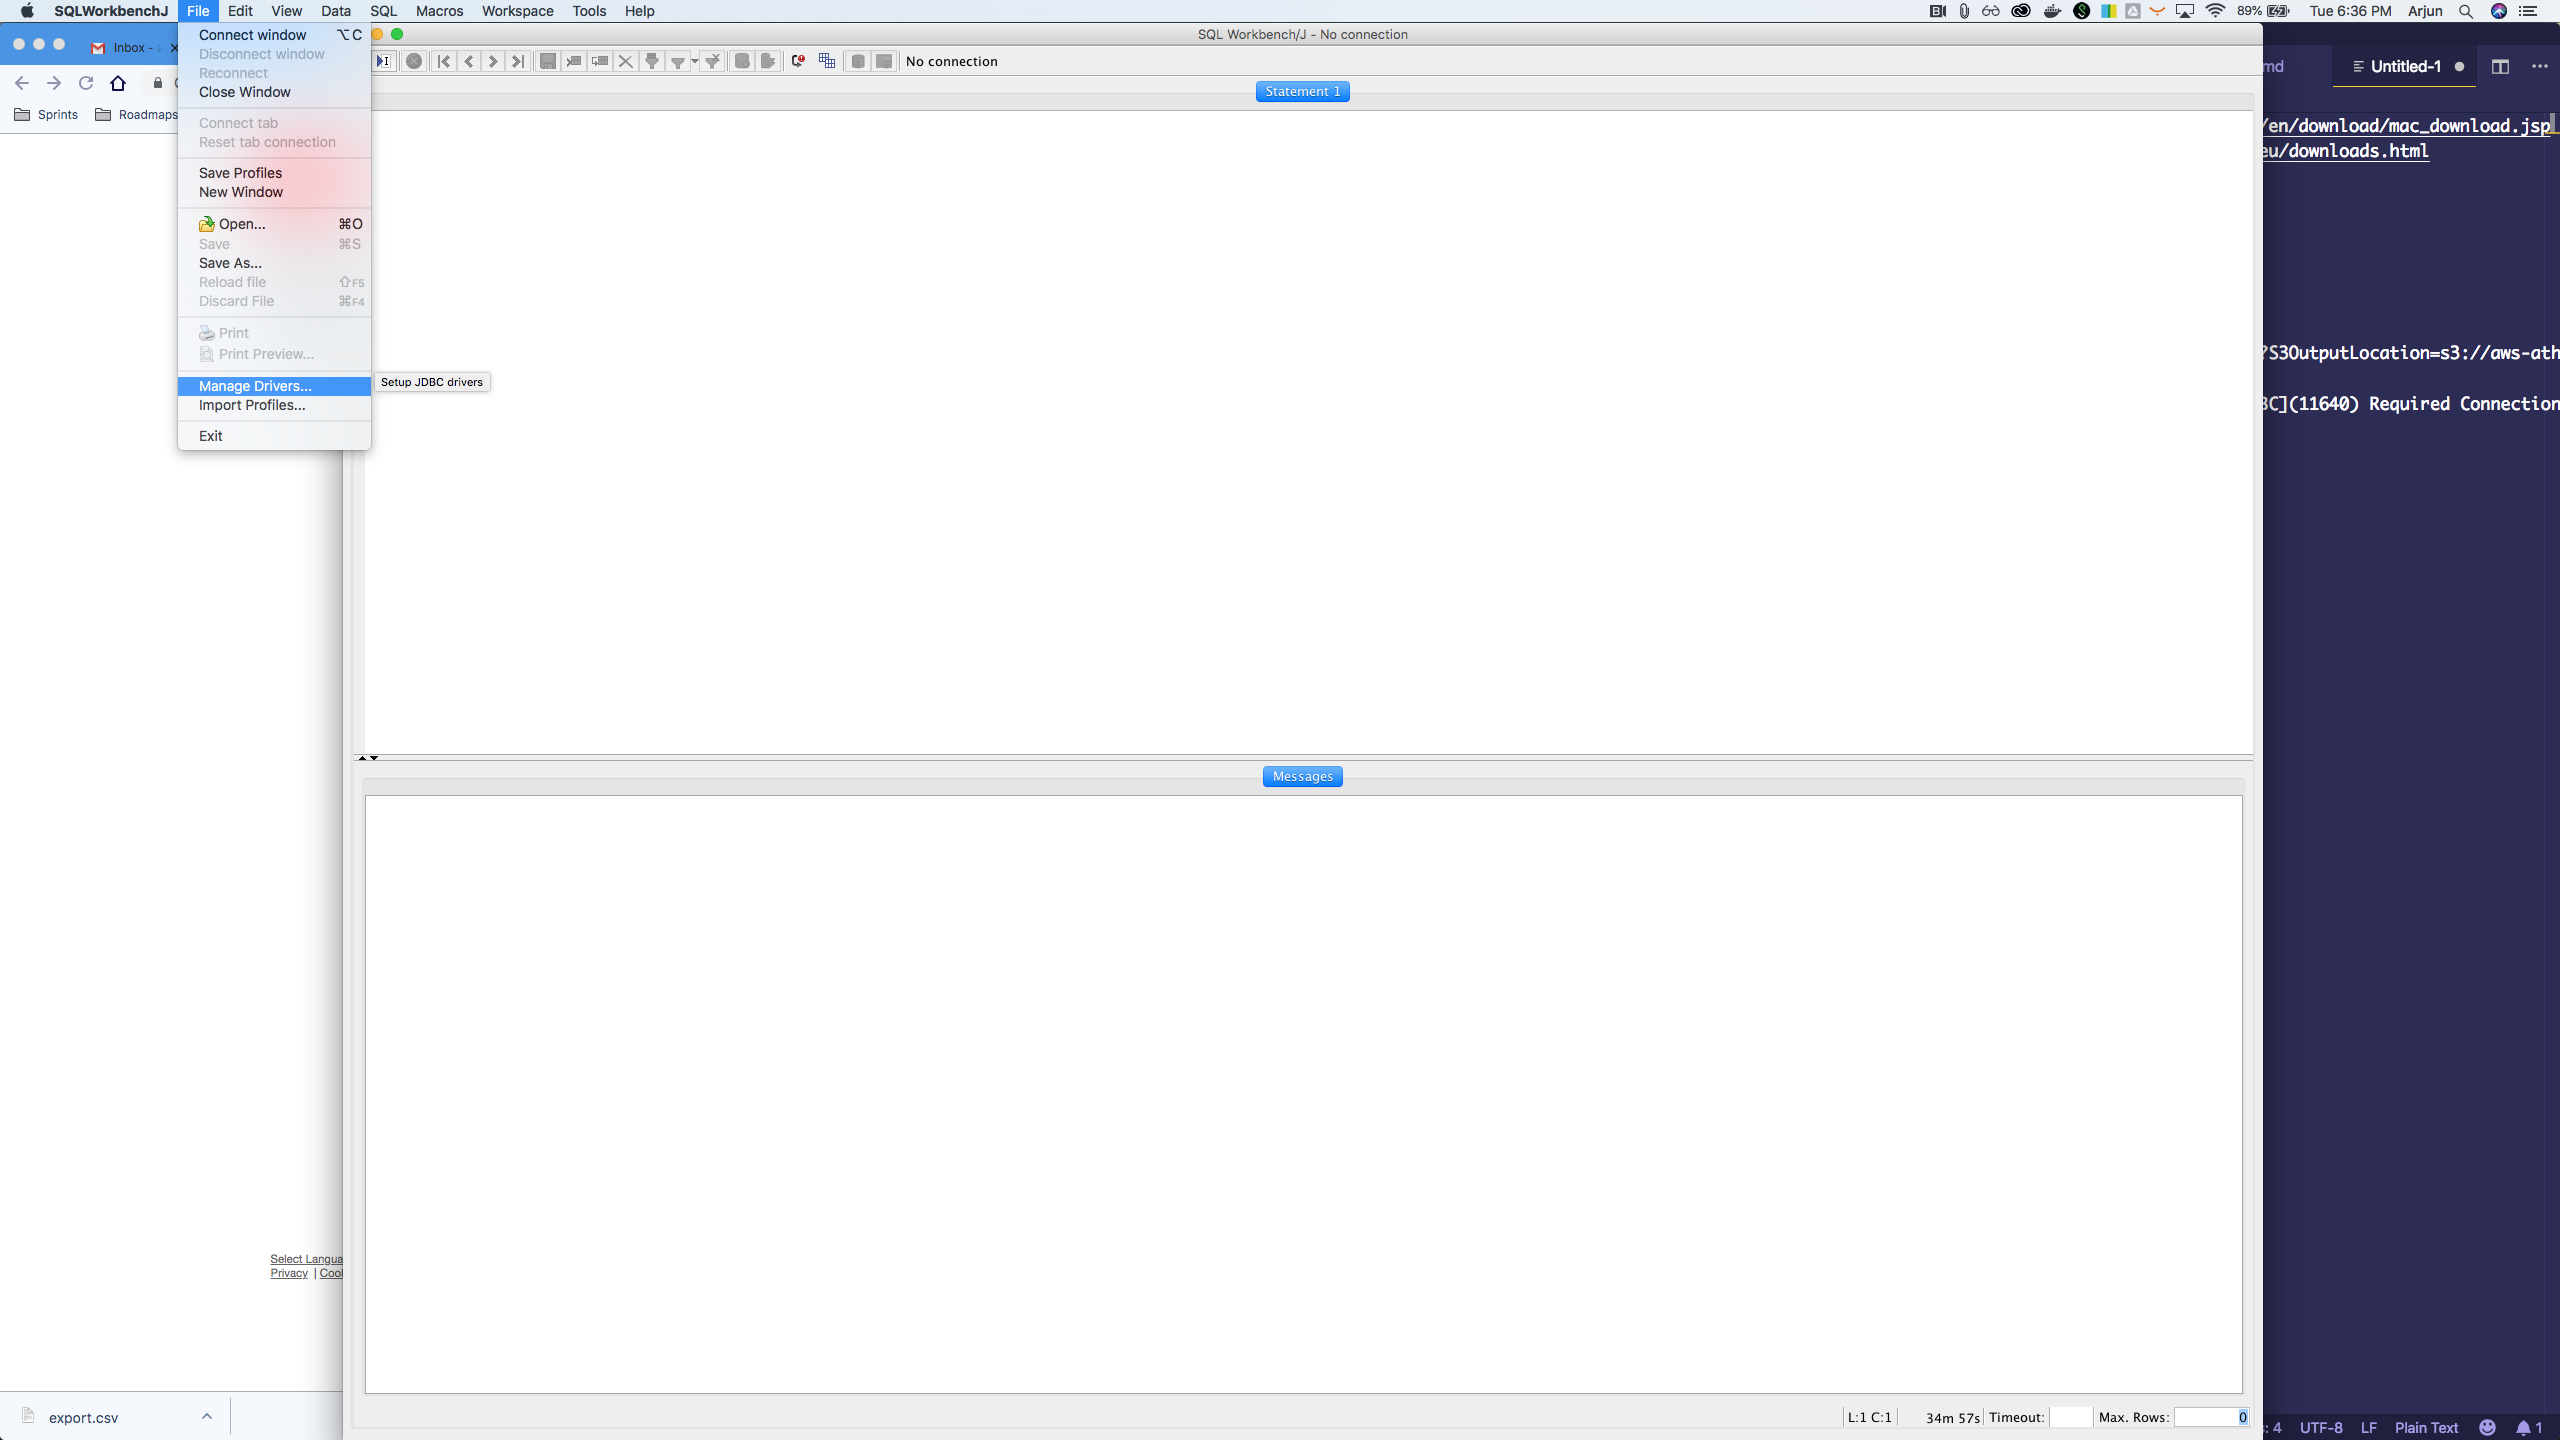 SQLWorkbenchJ File Edit View Data SQL Macros Workspace Tools Help 89% Tue 6:36 PM Arjun
Inbox -
Sprints Roadmaps
Connect window ⌥C
Disconnect window
Reconnect
Close Window
Connect tab
Reset tab connection
Save Profiles
New Window
Open... ⌘O
Save ⌘S
Save As...
Reload file ⇧F5
Discard File ⌘F4
Print
Print Preview...
Manage Drivers...
Import Profiles...
Exit
Setup JDBC drivers
SQL Workbench/J - No connection
No connection
Statement 1
Messages
L:1 C:1 34m 57s Timeout: Max. Rows: 0
md Untitled-1
/en/download/mac_download.jsp
eu/downloads.html
?S3OutputLocation=s3://aws-ath
BC](11640) Required Connection
Select Langua
Privacy | Cool
export.csv
: 4 UTF-8 LF Plain Text 1